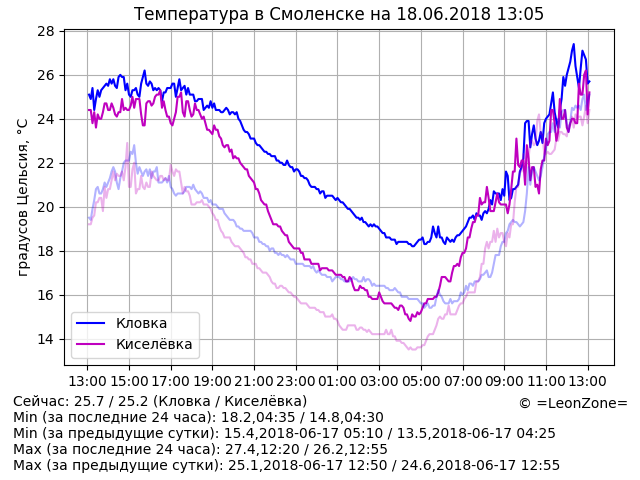 Температура в Смоленске на 18.06.2018 13:05
28
26
24
22
20
18
16
14
градусов Цельсия, °C
Кловка
Киселёвка
13:00 15:00 17:00 19:00 21:00 23:00 01:00 03:00 05:00 07:00 09:00 11:00 13:00
Сейчас: 25.7 / 25.2 (Кловка / Киселёвка)
© =LeonZone=
Min (за последние 24 часа): 18.2,04:35 / 14.8,04:30
Min (за предыдущие сутки): 15.4,2018-06-17 05:10 / 13.5,2018-06-17 04:25
Max (за последние 24 часа): 27.4,12:20 / 26.2,12:55
Max (за предыдущие сутки): 25.1,2018-06-17 12:50 / 24.6,2018-06-17 12:55